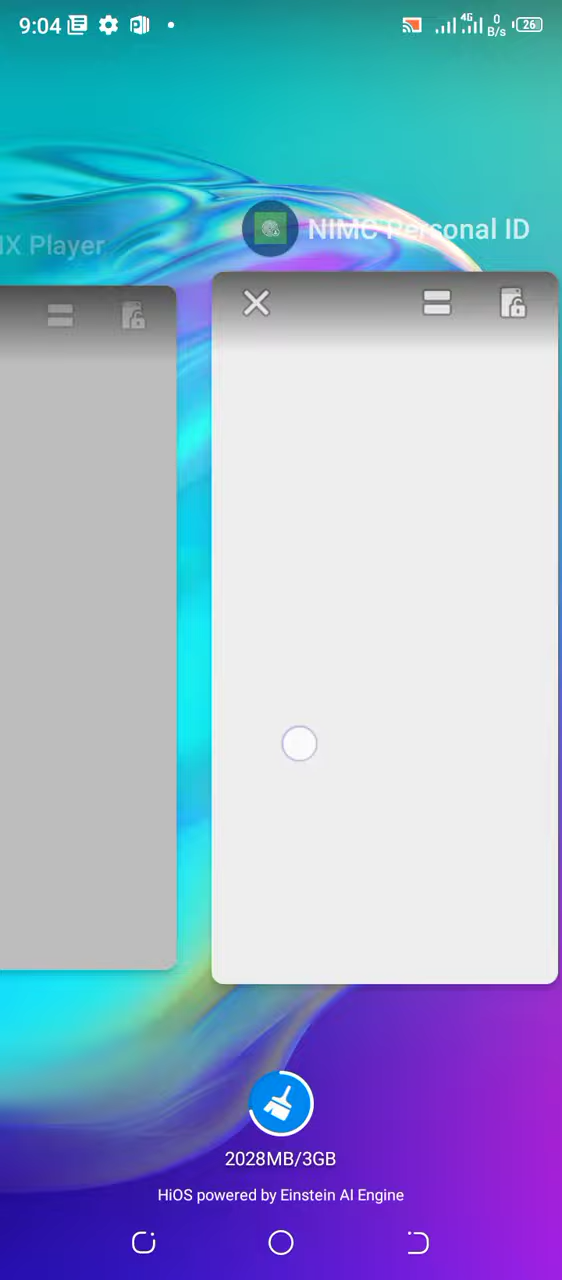 9:04
4G
0
B/s
26
NIMC Personal ID
X Player
2028MB/3GB
HiOS powered by Einstein AI Engine